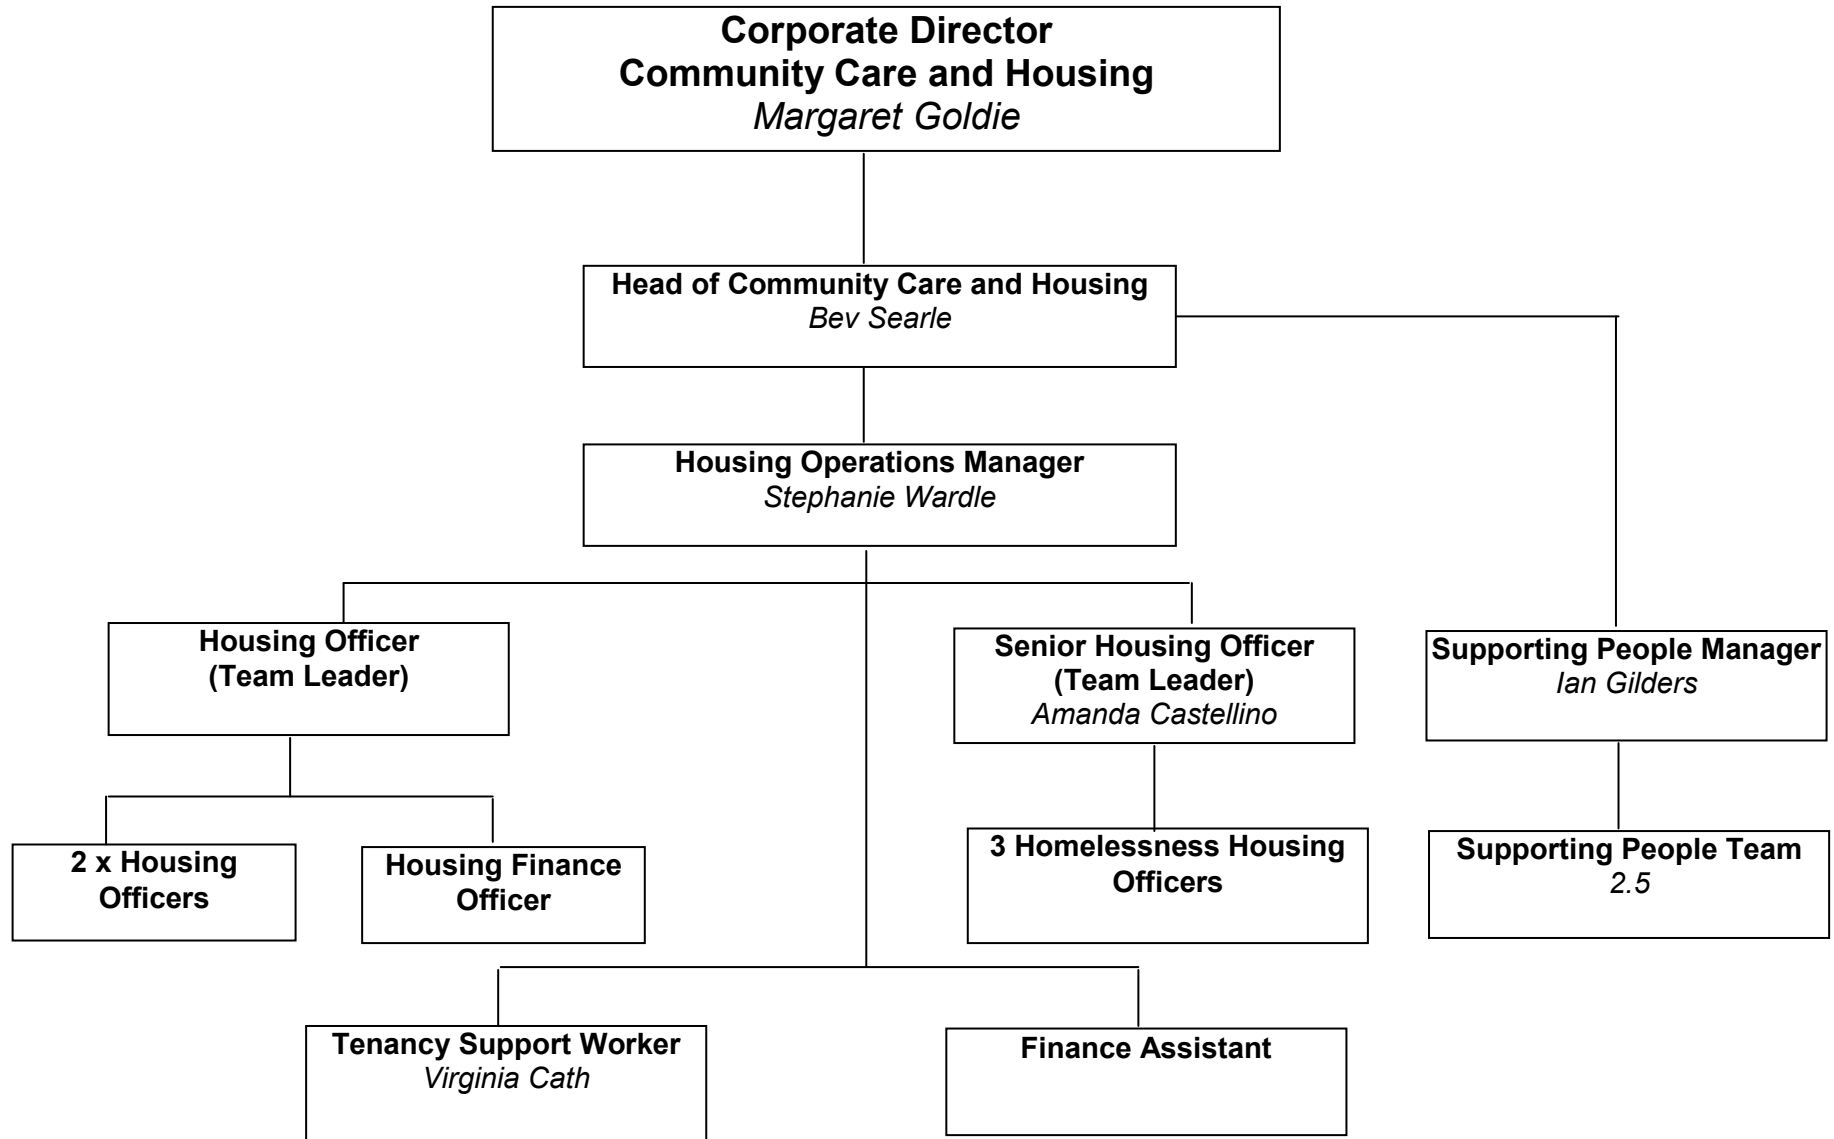 Corporate Director
Community Care and Housing
Margaret Goldie
Head of Community Care and Housing
Bev Searle
Housing Operations Manager
Stephanie Wardle
Housing Officer
(Team Leader)
Senior Housing Officer
(Team Leader)
Amanda Castellino
Supporting People Manager
Ian Gilders
2 x Housing
Officers
Housing Finance
Officer
3 Homelessness Housing
Officers
Supporting People Team
2.5
Tenancy Support Worker
Virginia Cath
Finance Assistant